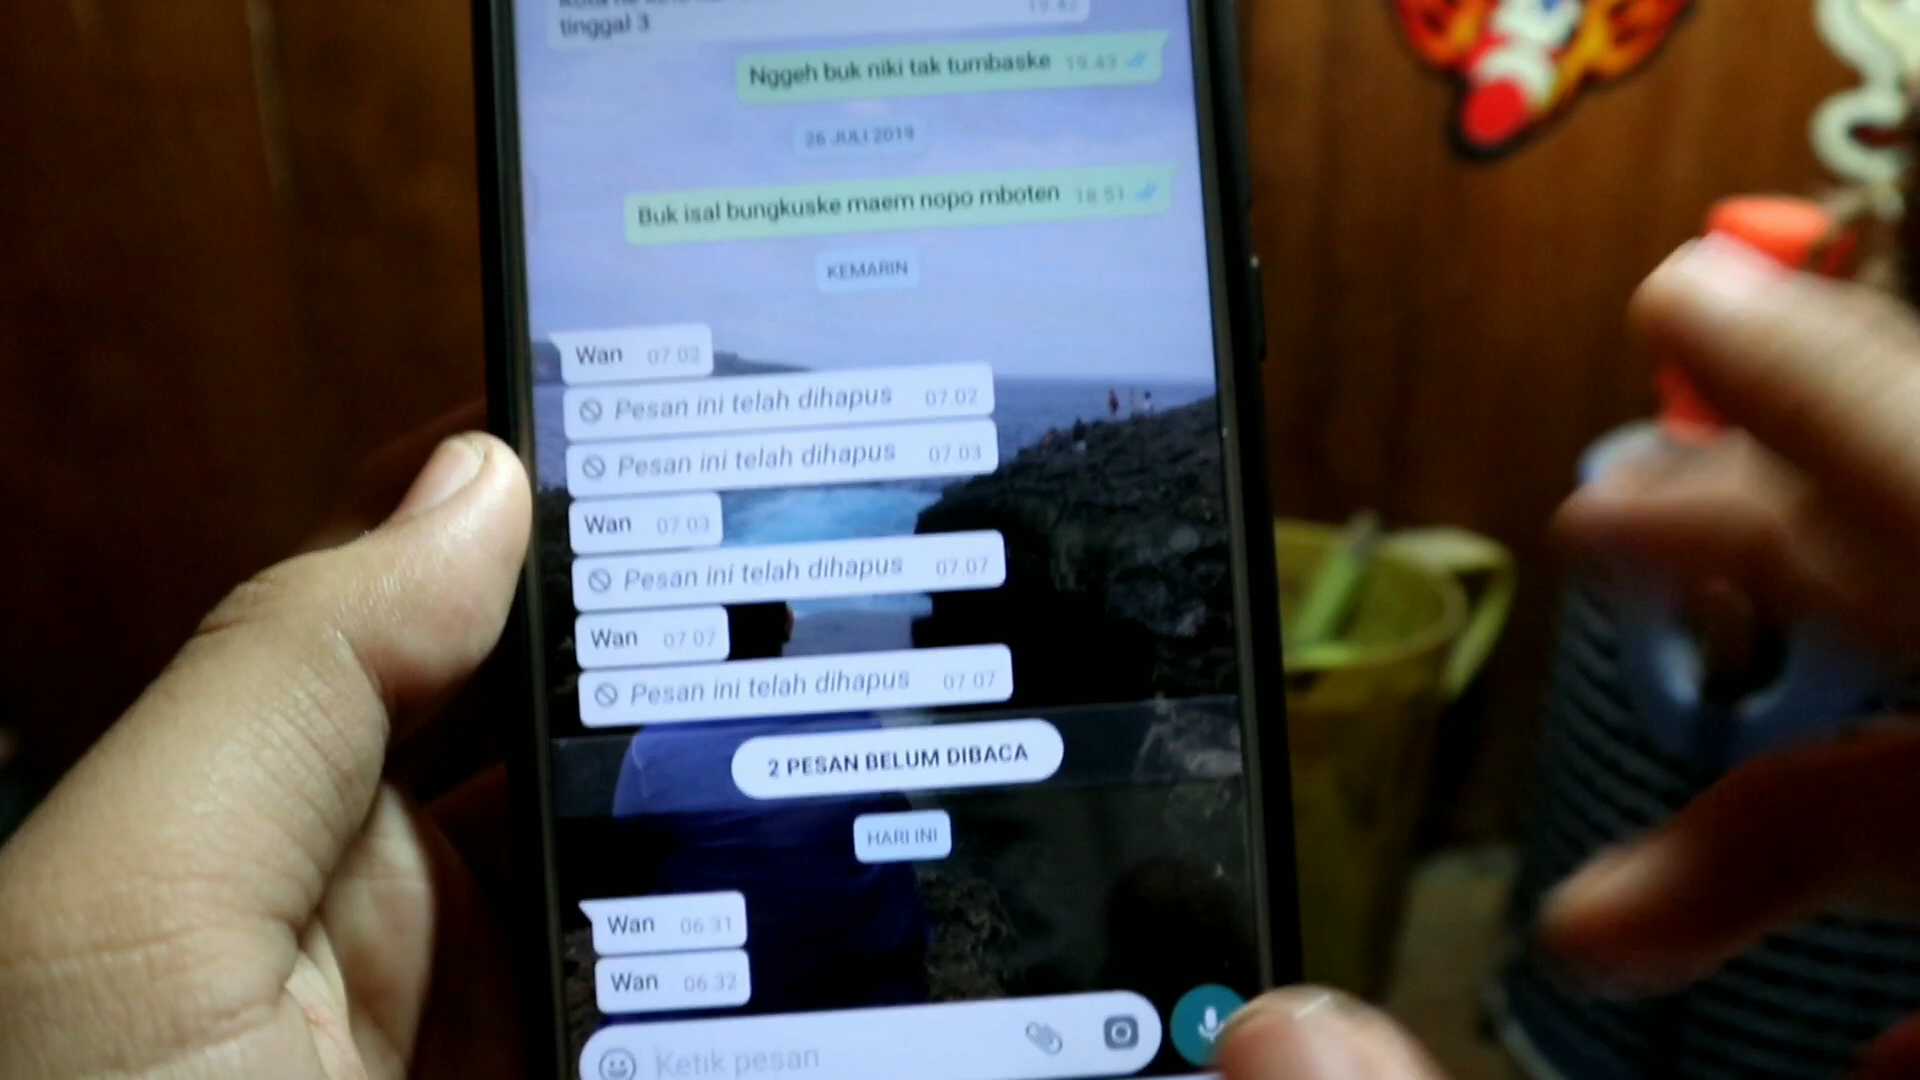 tinggal 3
19.42
Nggeh buk niki tak tumbaske 19.43
26 JULI 2019
Buk isal bungkuske maem nopo mboten 18.51
KEMARIN
Wan 07.02
Pesan ini telah dihapus 07.02
Pesan ini telah dihapus 07.03
Wan 07.03
Pesan ini telah dihapus 07.07
Wan 07.07
Pesan ini telah dihapus 07.07
2 PESAN BELUM DIBACA
HARI INI
Wan 06.31
Wan 06.32
Ketik pesan